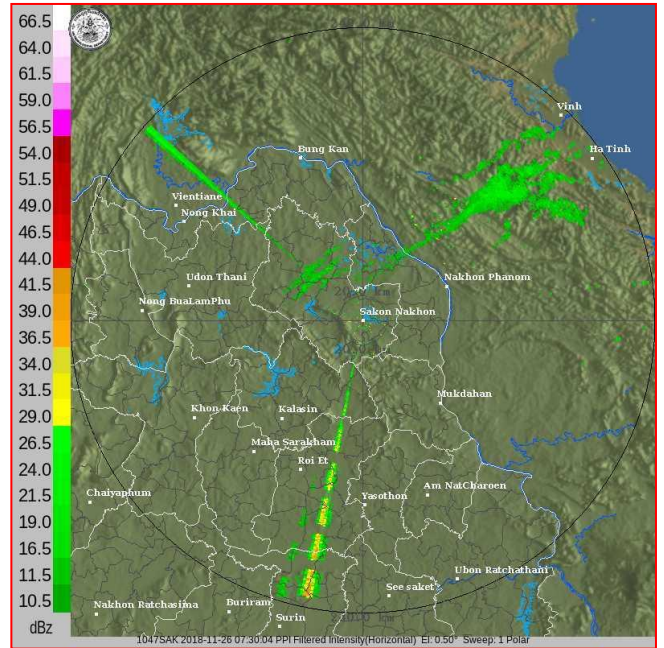 66.5
64.0
61.5
59.0
56.5
54.0
51.5
49.0
46.5
44.0
41.5
39.0
36.5
34.0
31.5
29.0
26.5
24.0
21.5
19.0
16.5
11.5
10.5
dBz
Vinh
Ha Tinh
Bung Kan
Vientiane
Nong Khai
Udon Thani
Nakhon Phanom
Nong BuaLamPhu
Sakon Nakhon
Mukdahan
Khon Kaen
Kalasin
Maha Sarakham
Roi Et
Chaiyaphum
Am NatCharoen
Yasothon
Ubon Ratchathani
See saket
Nakhon Ratchasima
Buriram
Surin
1047SAK 2018-11-26 07:30:04 PPI Filtered Intensity(Horizontal) El: 0.50° Sweep: 1 Polar